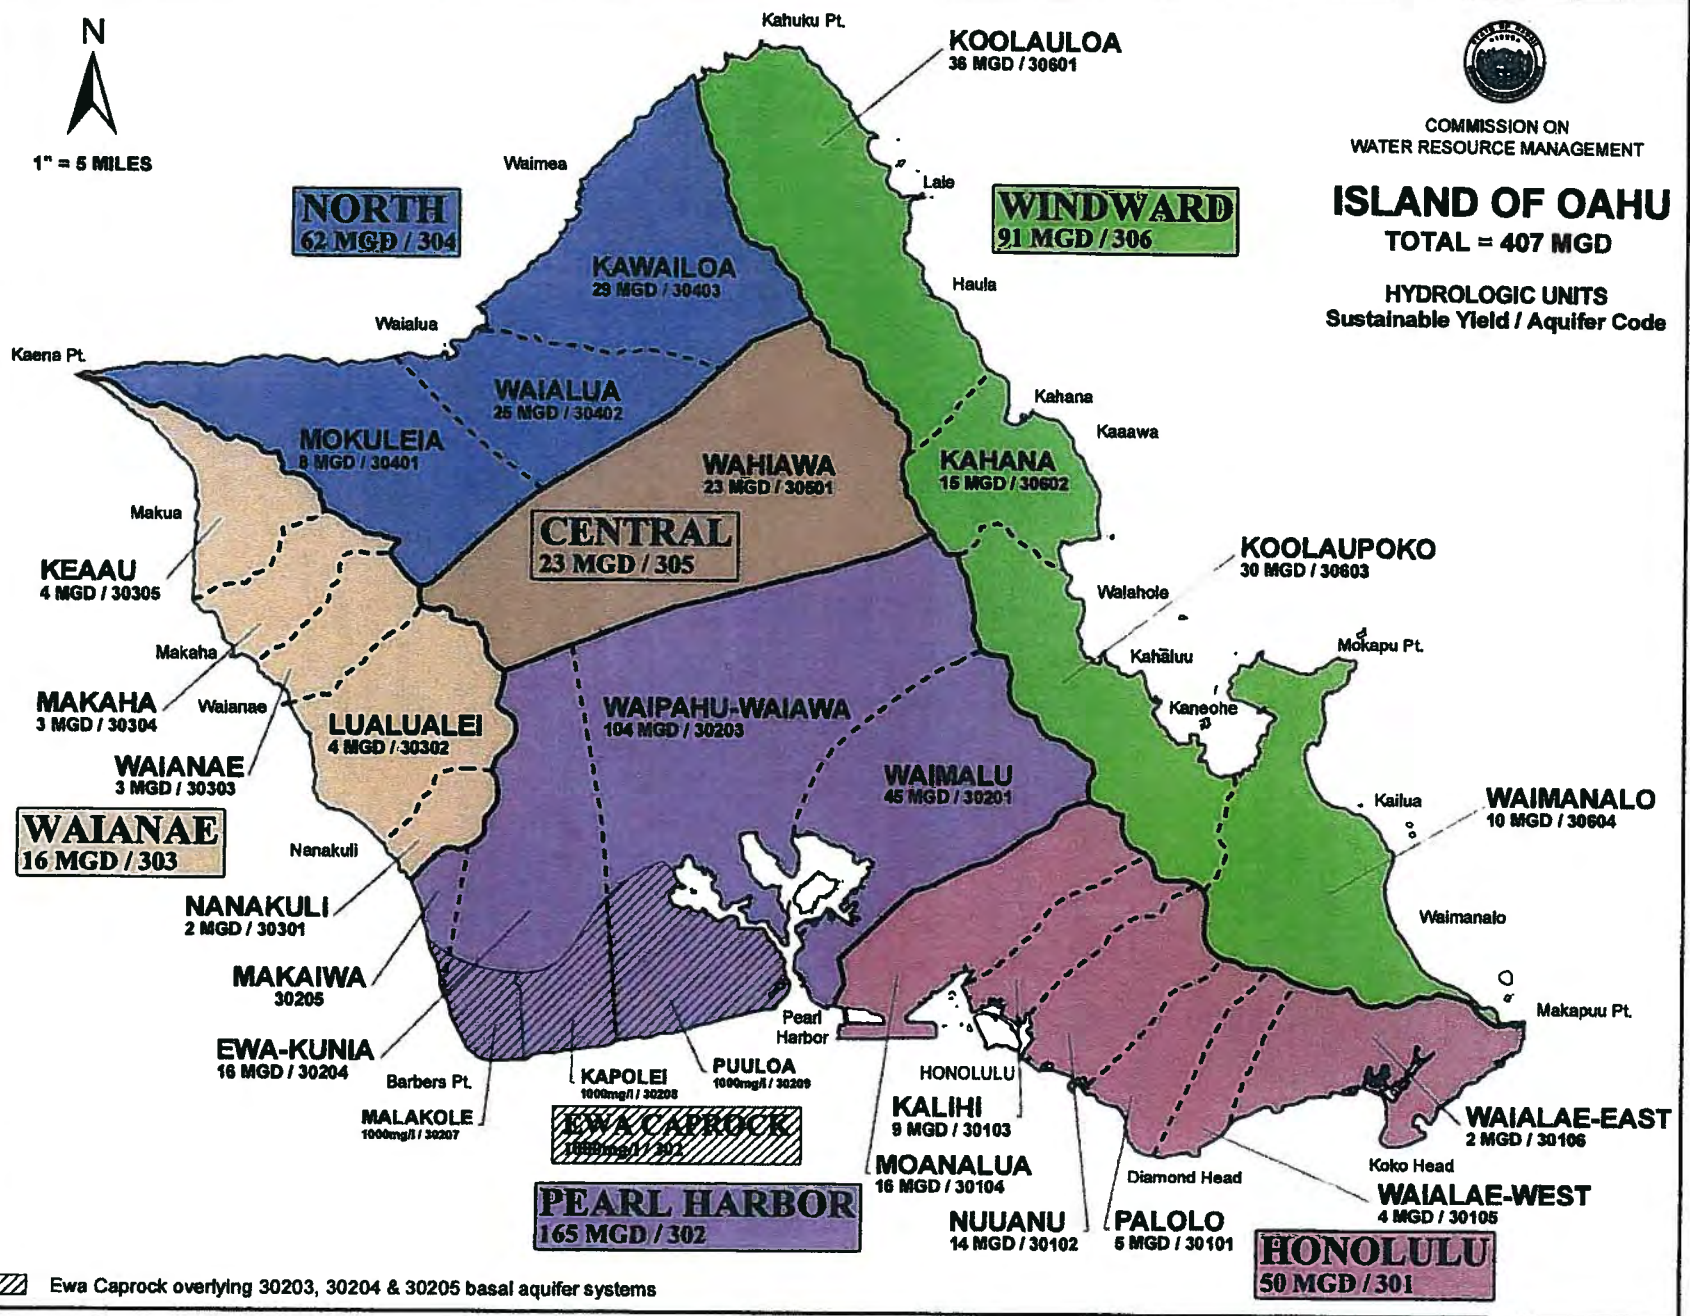 N
1" = 5 MILES
Kahuku Pt.
KOOLAULOA
36 MGD / 30601
COMMISSION ON
WATER RESOURCE MANAGEMENT
ISLAND OF OAHU
TOTAL = 407 MGD
HYDROLOGIC UNITS
Sustainable Yield / Aquifer Code
Waimea
Laie
NORTH
62 MGD / 304
WINDWARD
91 MGD / 306
KAWAILOA
29 MGD / 30403
Haula
Waialua
Kaena Pt.
WAIALUA
25 MGD / 30402
Kahana
Kaaawa
MOKULEIA
8 MGD / 30401
WAHIAWA
23 MGD / 30501
KAHANA
15 MGD / 30602
Makua
CENTRAL
23 MGD / 305
KEAAU
4 MGD / 30305
KOOLAUPOKO
30 MGD / 30603
Walahole
Makaha
Kahaluu
Mokapu Pt.
MAKAHA
3 MGD / 30304
Waianae
LUALUALEI
4 MGD / 30302
WAIPAHU-WAIAWA
104 MGD / 30203
Kaneohe
WAIANAE
3 MGD / 30303
WAIMALU
45 MGD / 30201
Kailua
WAIMANALO
10 MGD / 30604
WAIANAE
16 MGD / 303
Nanakuli
NANAKULI
2 MGD / 30301
Waimanalo
MAKAIWA
30205
Makapuu Pt.
Pearl
Harbor
EWA-KUNIA
16 MGD / 30204
Barbers Pt.
MALAKOLE
1000mg/l / 30207
KAPOLEI
1000mg/l / 30208
PUULOA
1000mg/l / 30209
HONOLULU
KALIHI
9 MGD / 30103
EWA CAPROCK
1000mg/l / 302
MOANALUA
16 MGD / 30104
WAIALAE-EAST
2 MGD / 30106
Koko Head
Diamond Head
WAIALAE-WEST
4 MGD / 30105
PEARL HARBOR
165 MGD / 302
NUUANU
14 MGD / 30102
PALOLO
5 MGD / 30101
HONOLULU
50 MGD / 301
Ewa Caprock overlying 30203, 30204 & 30205 basal aquifer systems